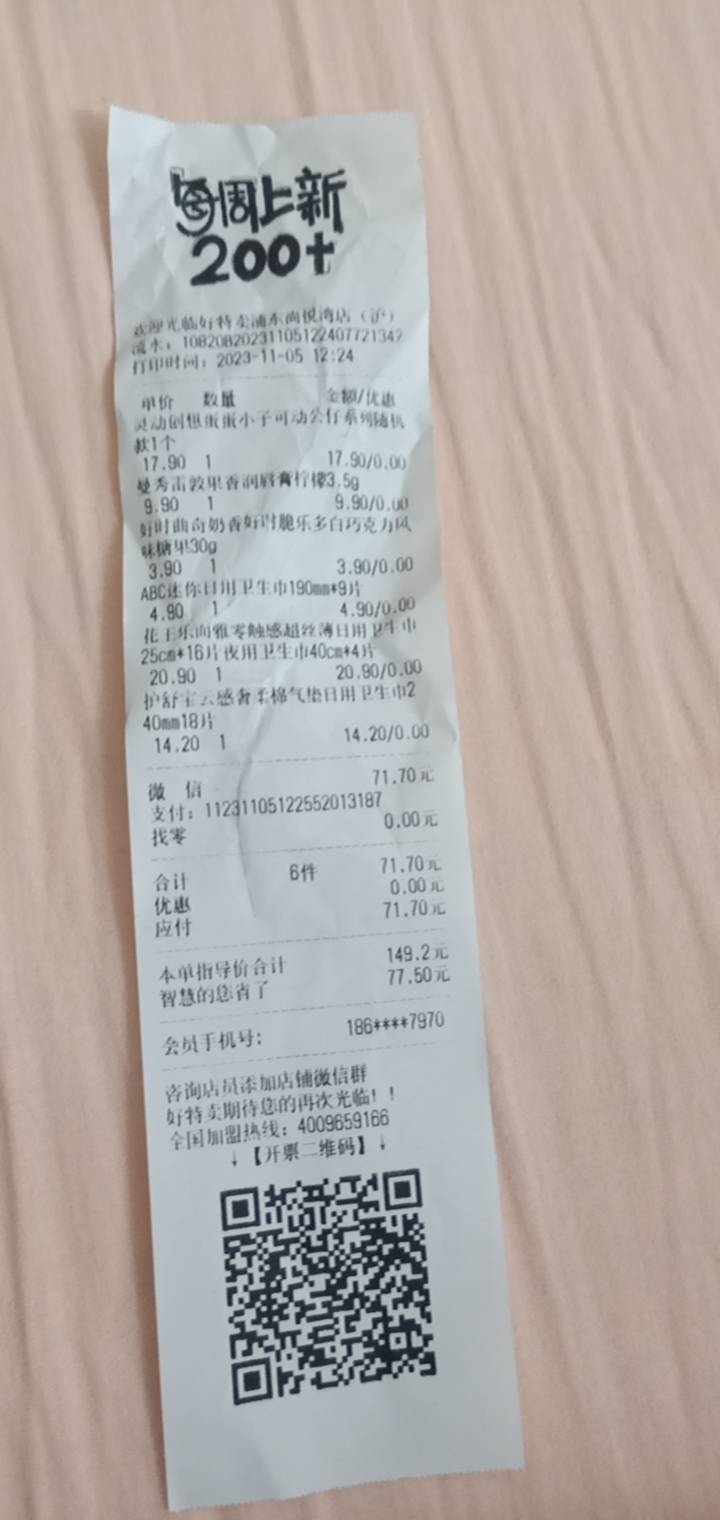 每周上新
200+
欢迎光临好特卖浦东尚悦湾店（沪）
流水：10820820231105122407721342
打印时间：2023-11-05 12:24
单价 数量 金额/优惠
灵动创想蛋蛋小子可动公仔系列随机
款1个
17.90 1 17.90/0.00
曼秀雷敦果香润唇膏柠檬3.5g
9.90 1 9.90/0.00
好时曲奇奶香好时脆乐多白巧克力风
味糖果30g
3.90 1 3.90/0.00
ABC迷你日用卫生巾190mm*9片
4.90 1 4.90/0.00
花王乐而雅零触感超丝薄日用卫生巾
25cm*16片夜用卫生巾40cm*4片
20.90 1 20.90/0.00
护舒宝云感奢柔棉气垫日用卫生巾2
40mm18片
14.20 1 14.20/0.00
微 信 71.70元
支付：11231105122552013187
找零 0.00元
合计 6件 71.70元
优惠 0.00元
应付 71.70元
本单指导价合计 149.2元
智慧的您省了 77.50元
会员手机号: 186****7970
咨询店员添加店铺微信群
好特卖期待您的再次光临！！
全国加盟热线：4009659166
↓【开票二维码】↓